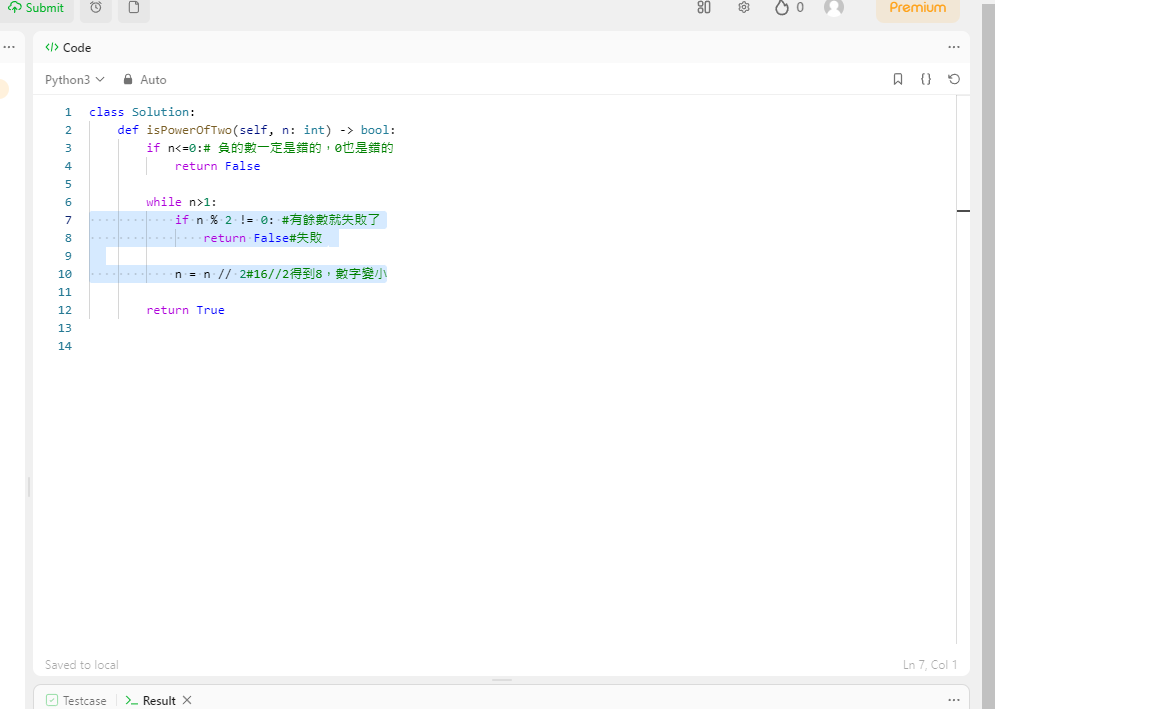 Submit
0
Premium
</> Code
Python3 Auto
1 class Solution:
2 def isPowerOfTwo(self, n: int) -> bool:
3 if n<=0:# 負的數一定是錯的，0也是錯的
4 return False
5
6 while n>1:
7 if n % 2 != 0: #有餘數就失敗了
8 return False#失敗
9
10 n = n // 2#16//2得到8，數字變小
11
12 return True
13
14
Saved to local
Ln 7, Col 1
Testcase
>_ Result